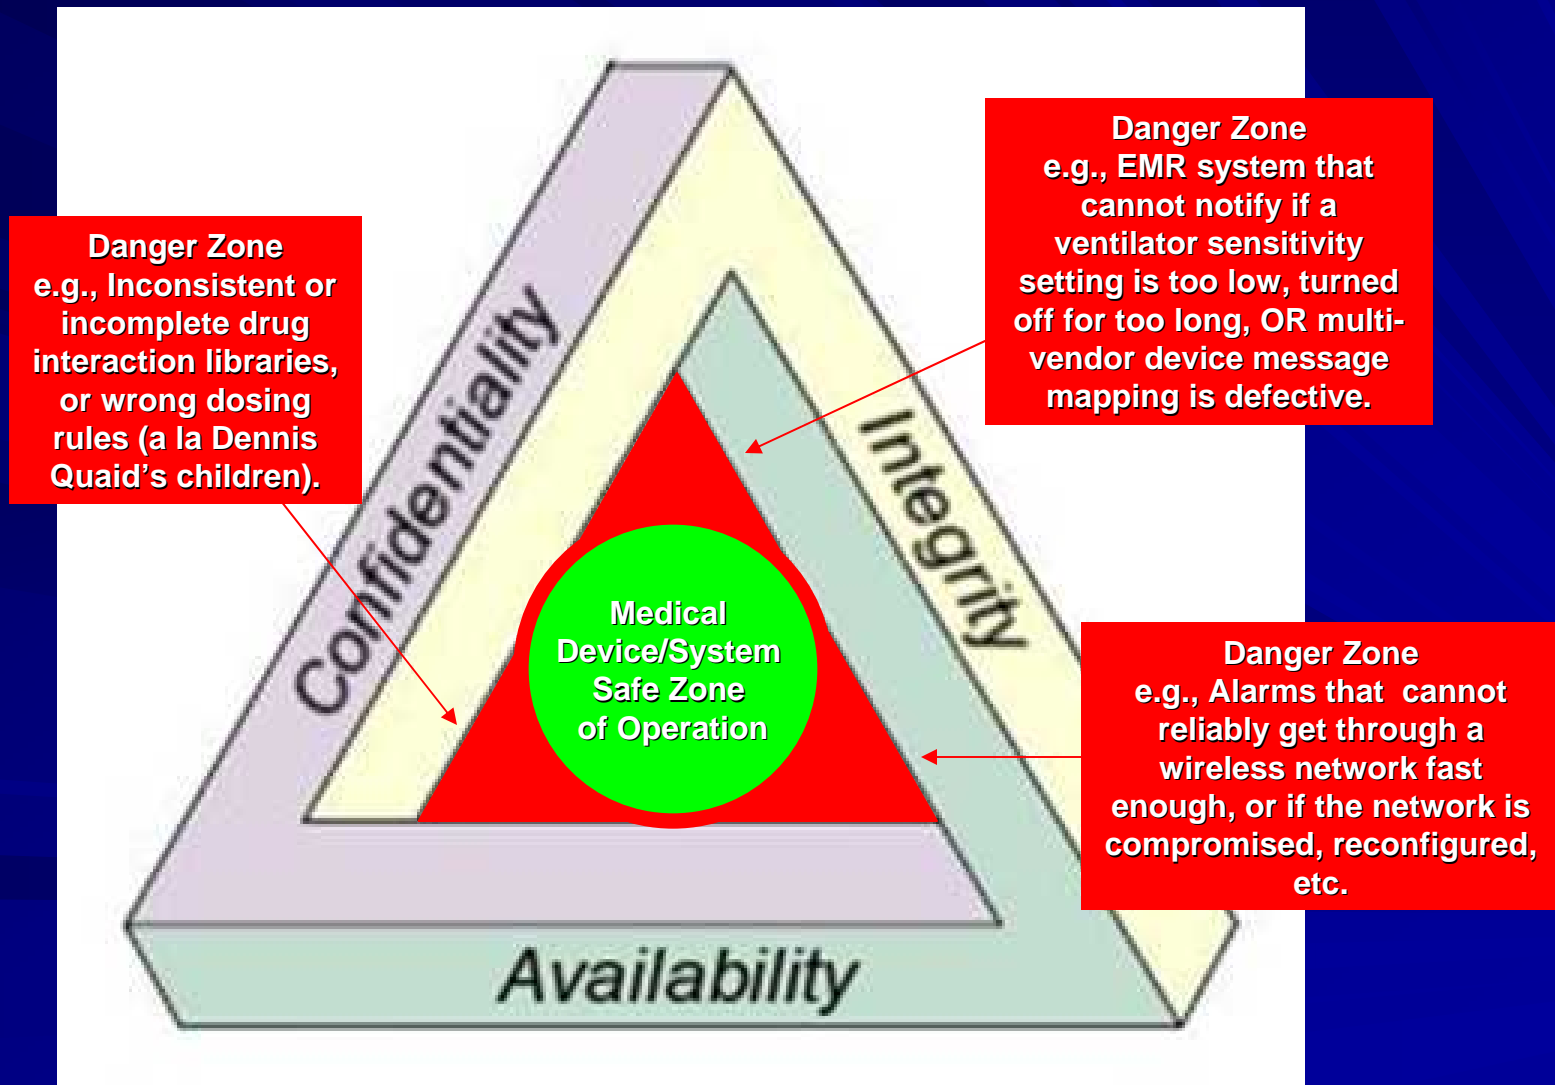 Danger Zone
e.g., Inconsistent or
incomplete drug
interaction libraries,
or wrong dosing
rules (a la Dennis
Quaid's children).
Danger Zone
e.g., EMR system that
cannot notify if a
ventilator sensitivity
setting is too low, turned
off for too long, OR multi-
vendor device message
mapping is defective.
Confidentiality
Integrity
Medical
Device/System
Safe Zone
of Operation
Danger Zone
e.g., Alarms that cannot
reliably get through a
wireless network fast
enough, or if the network is
compromised, reconfigured,
etc.
Availability